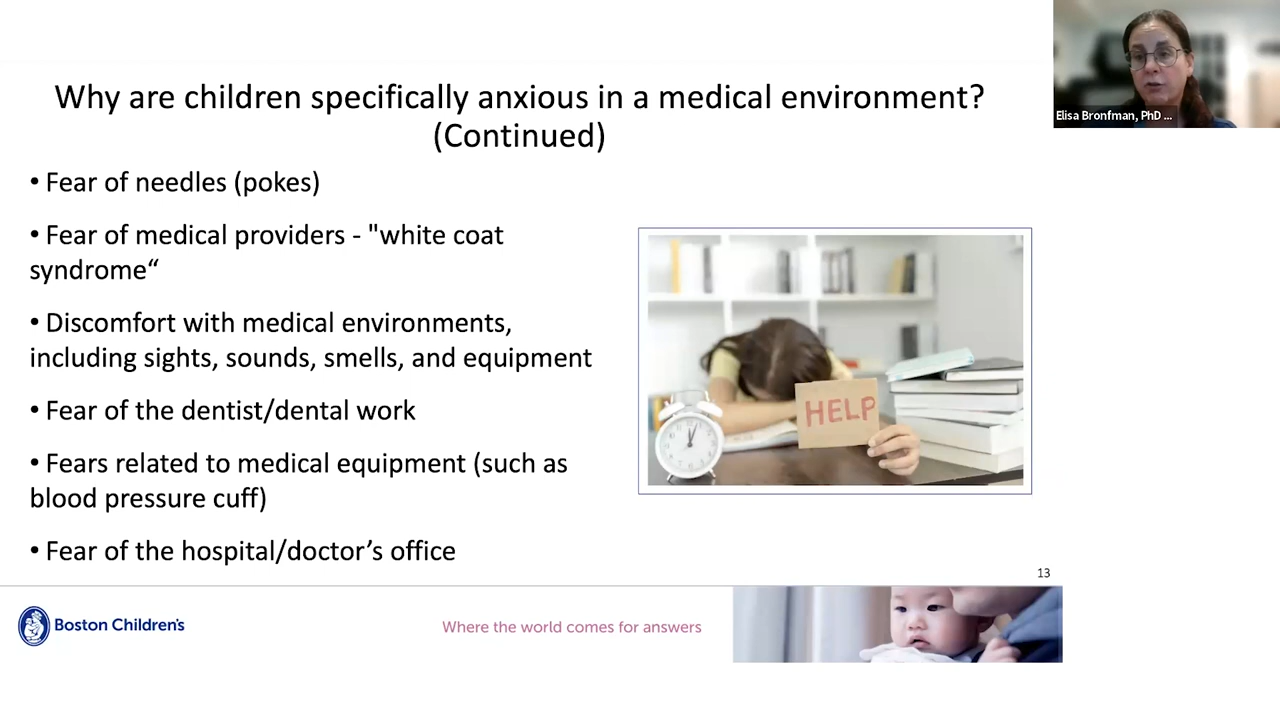 Why are children specifically anxious in a medical environment?
(Continued)
• Fear of needles (pokes)
• Fear of medical providers - "white coat
syndrome“
• Discomfort with medical environments,
including sights, sounds, smells, and equipment
• Fear of the dentist/dental work
• Fears related to medical equipment (such as
blood pressure cuff)
• Fear of the hospital/doctor’s office
HELP
13
Boston Children's
Where the world comes for answers
Elisa Bronfman, PhD ...